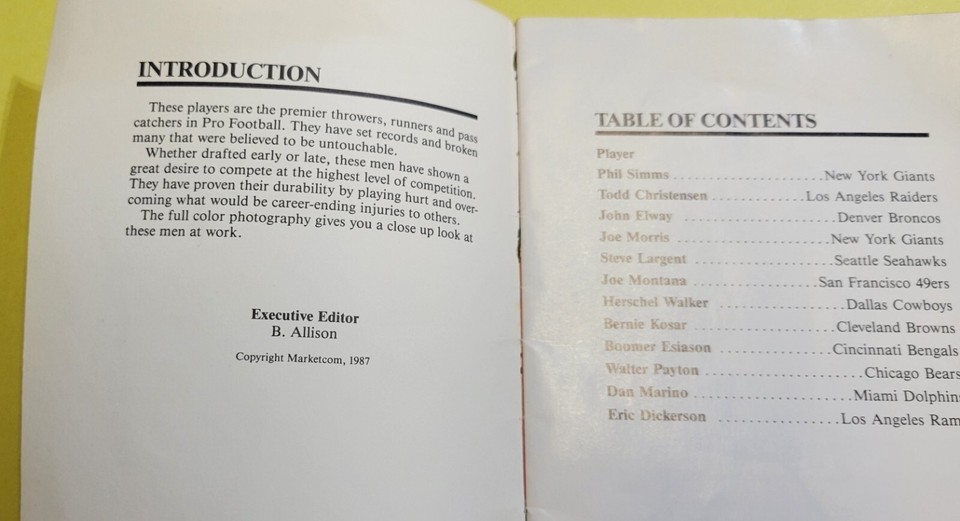 INTRODUCTION
These players are the premier throwers, runners and pass
catchers in Pro Football. They have set records and broken
many that were believed to be untouchable.
Whether drafted early or late, these men have shown a
great desire to compete at the highest level of competition.
They have proven their durability by playing hurt and over-
coming what would be career-ending injuries to others.
The full color photography gives you a close up look at
these men at work.
Executive Editor
B. Allison
Copyright Marketcom, 1987
TABLE OF CONTENTS
Player
Phil Simms.......................New York Giants
Todd Christensen.............Los Angeles Raiders
John Elway.......................Denver Broncos
Joe Morris.......................New York Giants
Steve Largent....................Seattle Seahawks
Joe Montana...................San Francisco 49ers
Herschel Walker...................Dallas Cowboys
Bernie Kosar.....................Cleveland Browns
Boomer Esiason................Cincinnati Bengals
Walter Payton.......................Chicago Bears
Dan Marino.......................Miami Dolphin
Eric Dickerson.................Los Angeles Ram